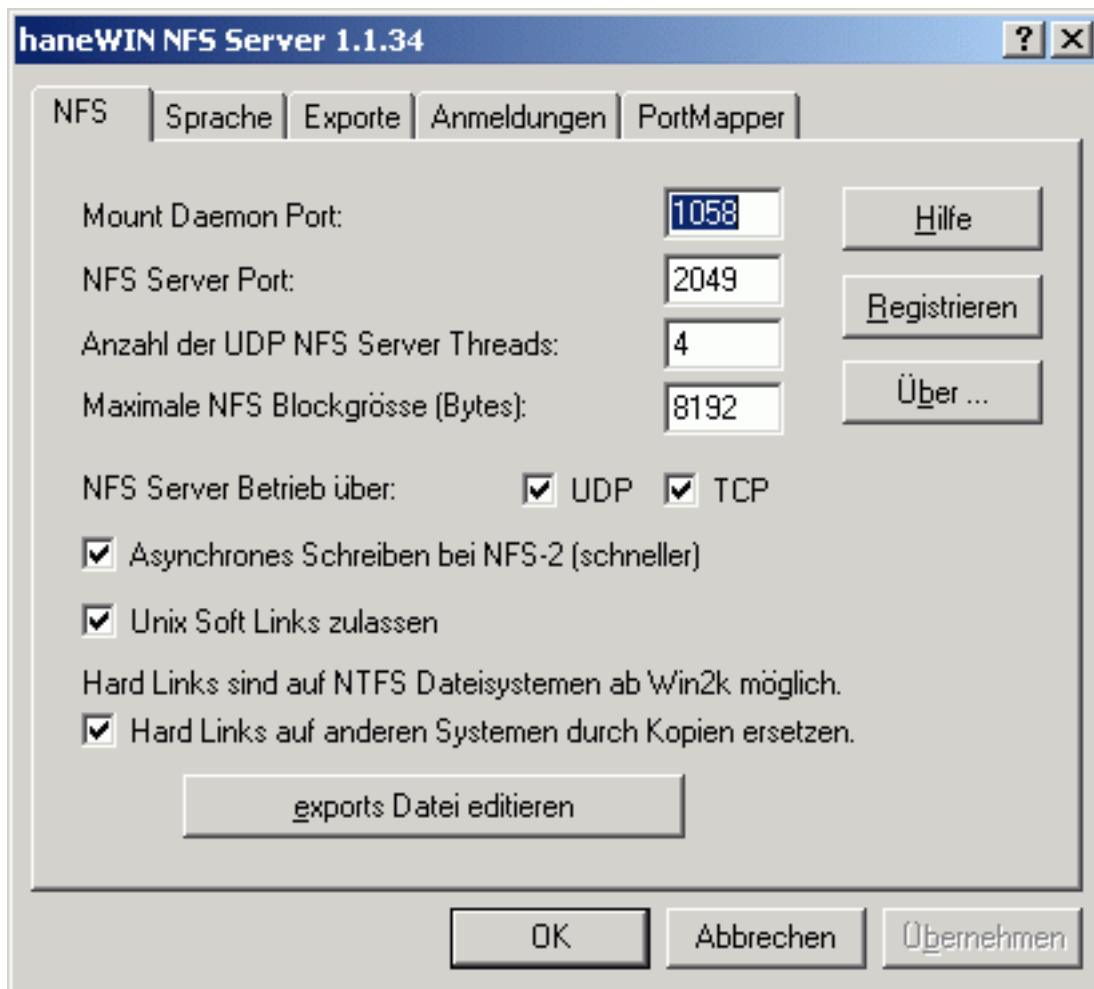 haneWIN NFS Server 1.1.34
NFS Sprache Exporte Anmeldungen PortMapper
Mount Daemon Port: 1058 Hilfe
NFS Server Port: 2049
Registrieren
Anzahl der UDP NFS Server Threads: 4
Maximale NFS Blockgrösse (Bytes): 8192 Über ...
NFS Server Betrieb über: UDP TCP
Asynchrones Schreiben bei NFS-2 (schneller)
Unix Soft Links zulassen
Hard Links sind auf NTFS Dateisystemen ab Win2k möglich.
Hard Links auf anderen Systemen durch Kopien ersetzen.
exports Datei editieren
OK Abbrechen Übernehmen